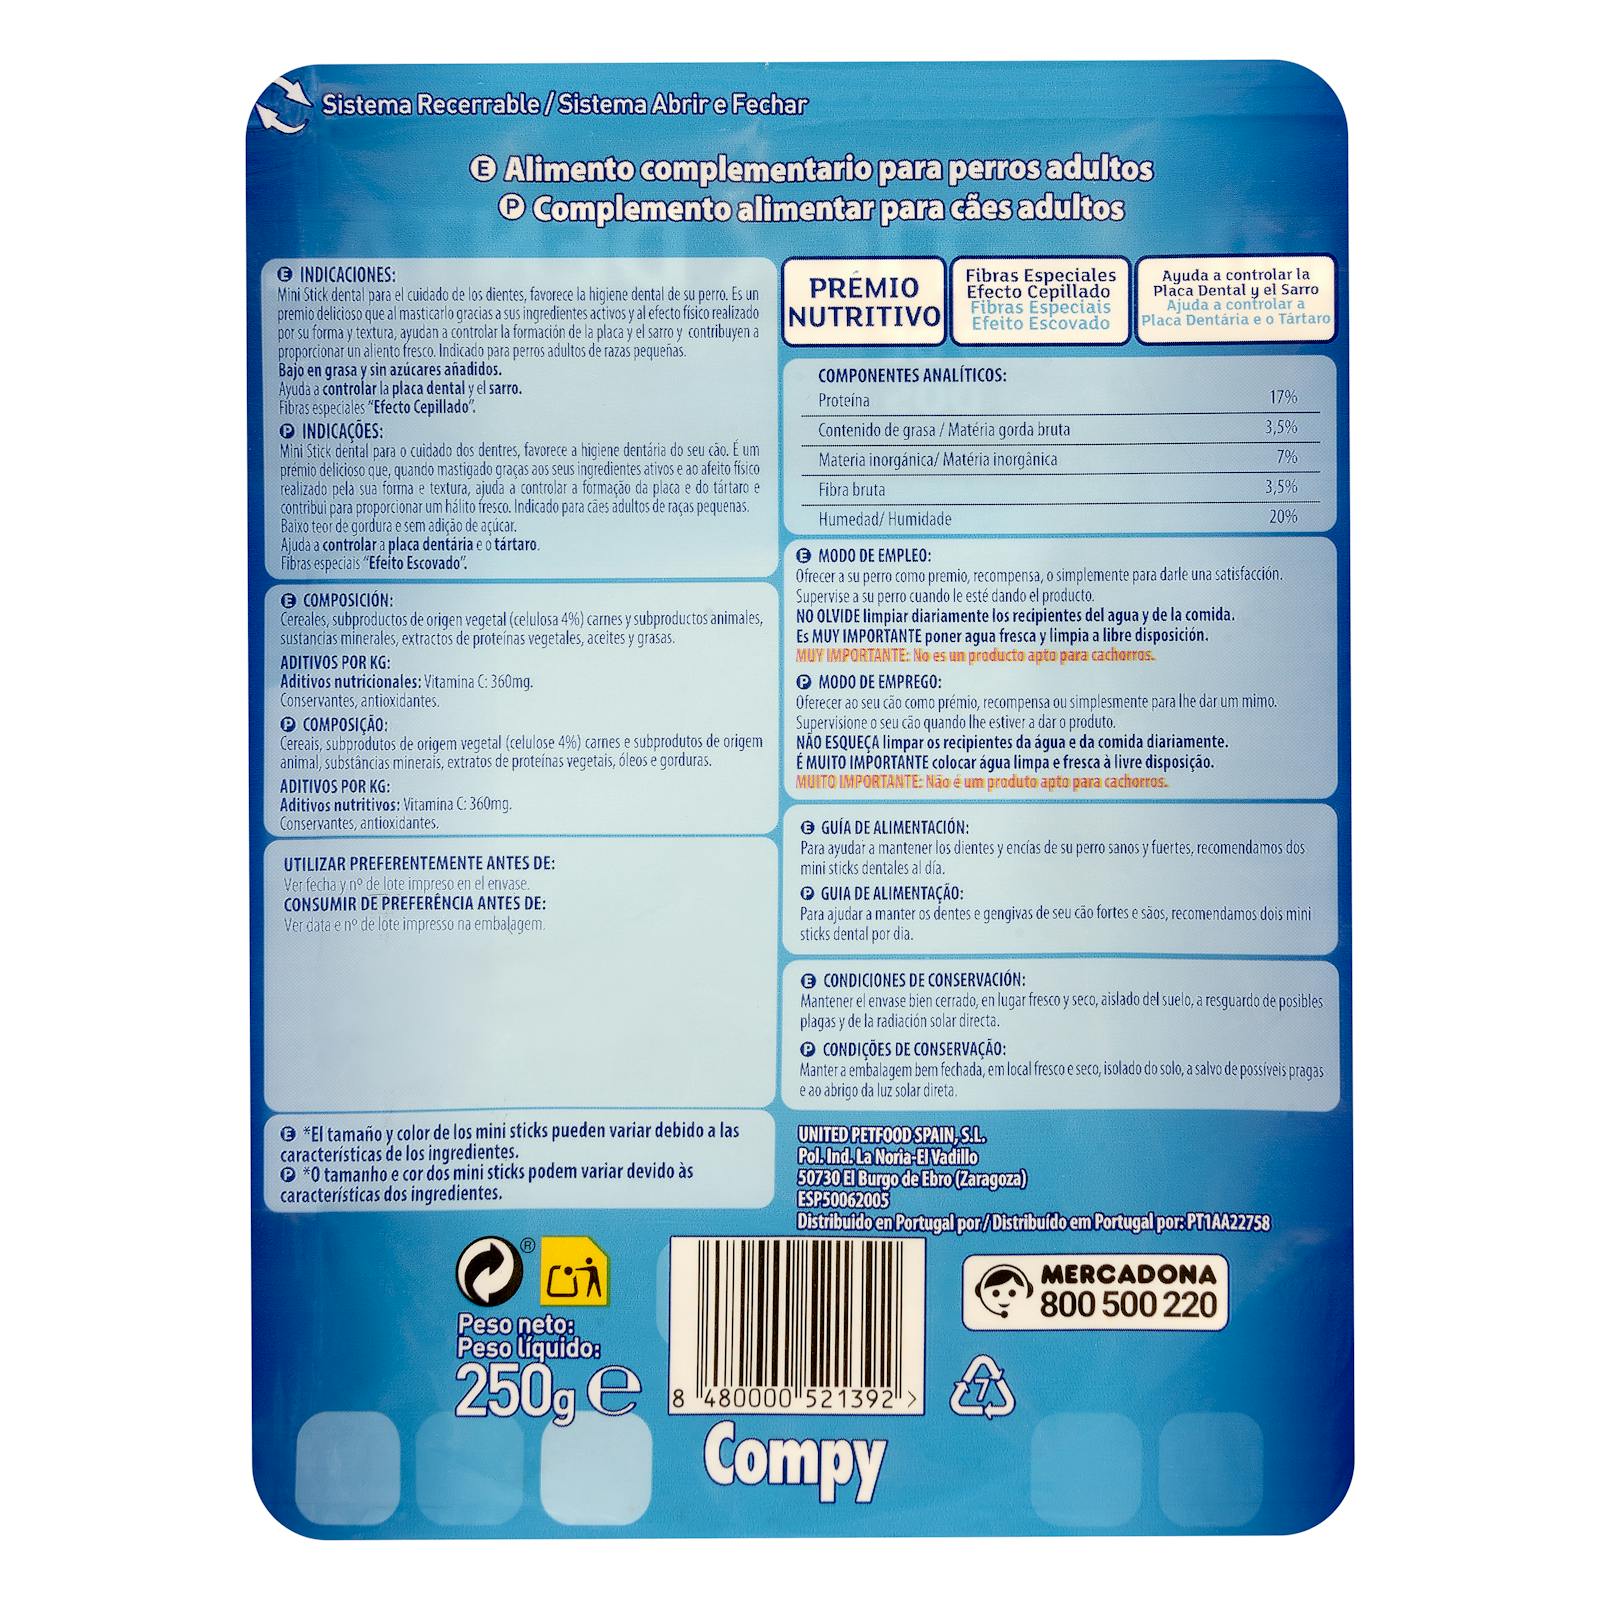 Sistema Recerrable / Sistema Abrir e Fechar
E Alimento complementario para perros adultos
P Complemento alimentar para cães adultos
E INDICACIONES:
Mini Stick dental para el cuidado de los dientes, favorece la higiene dental de su perro. Es un
premio delicioso que al masticarlo gracias a sus ingredientes activos y al efecto físico realizado
por su forma y textura, ayudan a controlar la formación de la placa y el sarro y contribuyen a
proporcionar un aliento fresco. Indicado para perros adultos de razas pequeñas.
Bajo en grasa y sin azúcares añadidos.
Ayuda a controlar la placa dental y el sarro.
Fibras especiales "Efecto Cepillado".
P INDICAÇÕES:
Mini Stick dental para o cuidado dos dentres, favorece a higiene dentária do seu cão. É um
prémio delicioso que, quando mastigado graças aos seus ingredientes ativos e ao afeito físico
realizado pela sua forma e textura, ajuda a controlar a formação da placa e do tártaro e
contribui para proporcionar um hálito fresco. Indicado para cães adultos de raças pequenas.
Baixo teor de gordura e sem adição de açúcar.
Ajuda a controlar a placa dentária e o tártaro.
Fibras especiais "Efeito Escovado".
E COMPOSICIÓN:
Cereales, subproductos de origen vegetal (celulosa 4%) carnes y subproductos animales,
sustancias minerales, extractos de proteínas vegetales, aceites y grasas.
ADITIVOS POR KG:
Aditivos nutricionales: Vitamina C: 360mg.
Conservantes, antioxidantes.
P COMPOSIÇÃO:
Cereais, subprodutos de origem vegetal (celulose 4%) carnes e subprodutos de origem
animal, substâncias minerais, extratos de proteínas vegetais, óleos e gorduras.
ADITIVOS POR KG:
Aditivos nutritivos: Vitamina C: 360mg.
Conservantes, antioxidantes.
UTILIZAR PREFERENTEMENTE ANTES DE:
Ver fecha y nº de lote impreso en el envase.
CONSUMIR DE PREFERÊNCIA ANTES DE:
Ver data e nº de lote impresso na embalagem.
E *El tamaño y color de los mini sticks pueden variar debido a las
características de los ingredientes.
P *O tamanho e cor dos mini sticks podem variar devido às
características dos ingredientes.
PRÉMIO
NUTRITIVO
Fibras Especiales
Efecto Cepillado
Fibras Especiais
Efeito Escovado
Ayuda a controlar la
Placa Dental y el Sarro
Ajuda a controlar a
Placa Dentária e o Tártaro
COMPONENTES ANALÍTICOS:
Proteína 17%
Contenido de grasa / Matéria gorda bruta 3,5%
Materia inorgánica/ Matéria inorgânica 7%
Fibra bruta 3,5%
Humedad/ Humidade 20%
E MODO DE EMPLEO:
Ofrecer a su perro como premio, recompensa, o simplemente para darle una satisfacción.
Supervise a su perro cuando le esté dando el producto.
NO OLVIDE limpiar diariamente los recipientes del agua y de la comida.
Es MUY IMPORTANTE poner agua fresca y limpia a libre disposición.
MUY IMPORTANTE: No es un producto apto para cachorros.
P MODO DE EMPREGO:
Oferecer ao seu cão como prémio, recompensa ou simplesmente para lhe dar um mimo.
Supervisione o seu cão quando lhe estiver a dar o produto.
NÃO ESQUEÇA limpar os recipientes da água e da comida diariamente.
É MUITO IMPORTANTE colocar água limpa e fresca à livre disposição.
MUITO IMPORTANTE: Não é um produto apto para cachorros.
E GUÍA DE ALIMENTACIÓN:
Para ayudar a mantener los dientes y encías de su perro sanos y fuertes, recomendamos dos
mini sticks dentales al día.
P GUIA DE ALIMENTAÇÃO:
Para ajudar a manter os dentes e gengivas de seu cão fortes e sãos, recomendamos dois mini
sticks dental por dia.
E CONDICIONES DE CONSERVACIÓN:
Mantener el envase bien cerrado, en lugar fresco y seco, aislado del suelo, a resguardo de posibles
plagas y de la radiación solar directa.
P CONDIÇÕES DE CONSERVAÇÃO:
Manter a embalagem bem fechada, em local fresco e seco, isolado do solo, a salvo de possíveis pragas
e ao abrigo da luz solar direta.
UNITED PETFOOD SPAIN, S.L.
Pol. Ind. La Noria-El Vadillo
50730 El Burgo de Ebro (Zaragoza)
ESP50062005
Distribuido en Portugal por / Distribuído em Portugal por: PT1AA22758
®
Peso neto:
Peso líquido:
250g e
8 480000 521392 >
MERCADONA
800 500 220
7
Compy